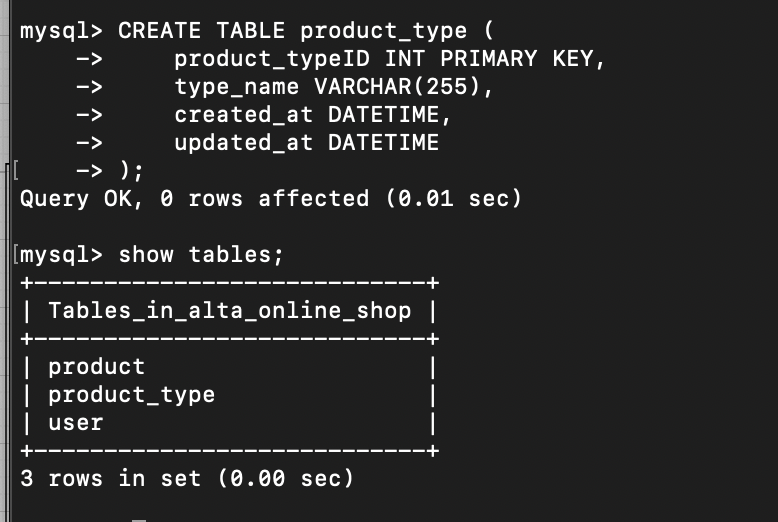 mysql> CREATE TABLE product_type (
    ->     product_typeID INT PRIMARY KEY,
    ->     type_name VARCHAR(255),
    ->     created_at DATETIME,
    ->     updated_at DATETIME
[    -> );
Query OK, 0 rows affected (0.01 sec)

[mysql> show tables;
+----------------------------+
| Tables_in_alta_online_shop |
+----------------------------+
| product                    |
| product_type               |
| user                       |
+----------------------------+
3 rows in set (0.00 sec)